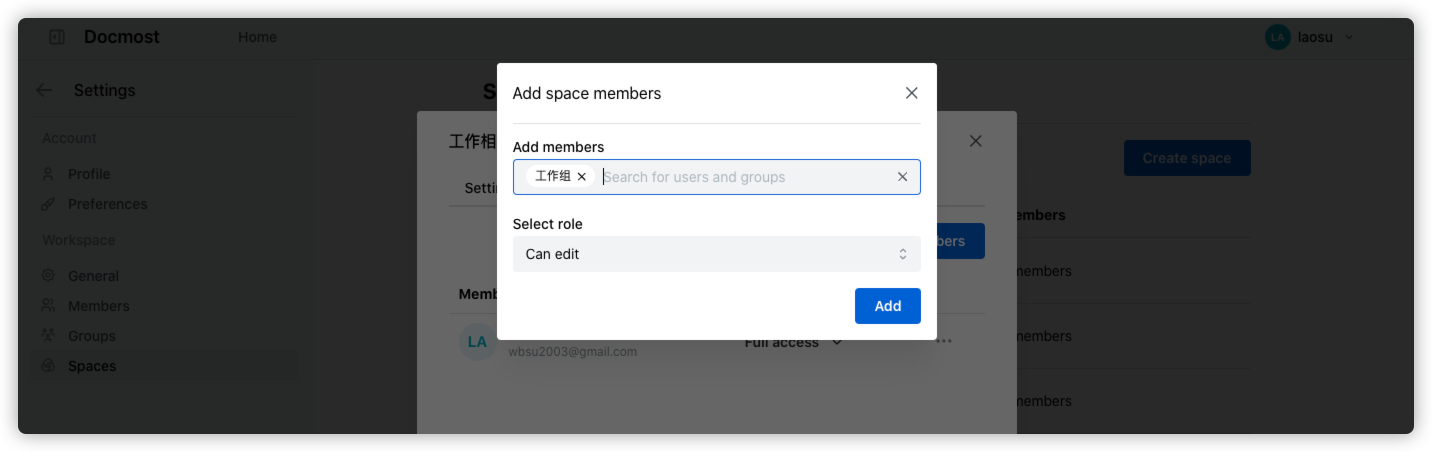 Docmost
Home
LA laosu
Settings
Add space members
Account
工作相
Add members
Create space
工作组 Search for users and groups
Profile
Setti
Preferences
Select role
embers
Workspace
Can edit
bers
General
members
Members
Memb
Add
Groups
LA
Full access
members
wbsu2003@gmail.com
Spaces
members